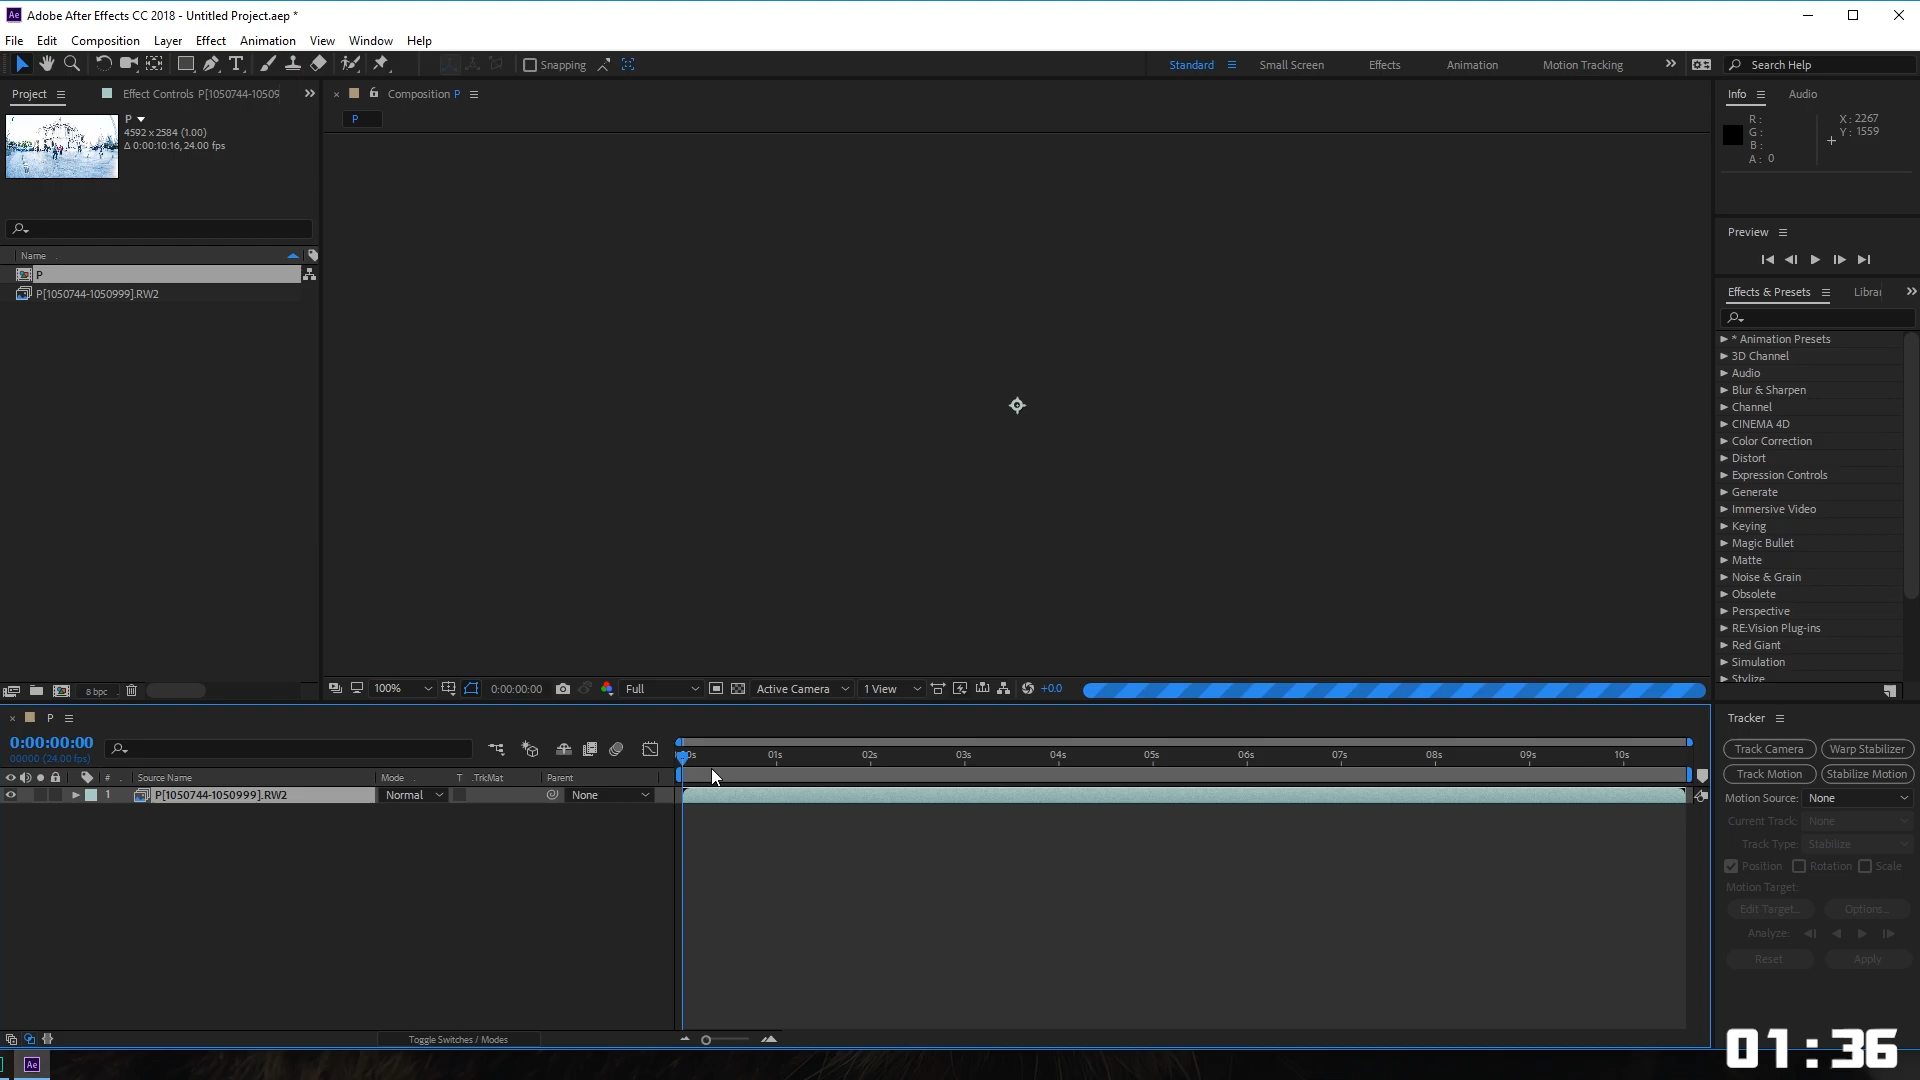 Adobe After Effects CC 2018 - Untitled Project.aep *
File Edit Composition Layer Effect Animation View Window Help
Snapping Standard Small Screen Effects Animation Motion Tracking Search Help
Project Effect Controls P[1050744-10509
Composition P
P
P
4592 x 2584 (1.00)
Δ 0:00:10:16, 24.00 fps
Name
P
P[1050744-1050999].RW2
8 bpc
100% 0:00:00:00 Full Active Camera 1 View +0.0
Info Audio
R :
G :
B :
A : 0
X : 2267
Y : 1559
Preview
Effects & Presets Librar
* Animation Presets
3D Channel
Audio
Blur & Sharpen
Channel
CINEMA 4D
Color Correction
Distort
Expression Controls
Generate
Immersive Video
Keying
Magic Bullet
Matte
Noise & Grain
Obsolete
Perspective
RE:Vision Plug-ins
Red Giant
Simulation
Stylize
P
0:00:00:00
00000 (24.00 fps)
01s 02s 03s 04s 05s 06s 07s 08s 09s 10s
# Source Name Mode T .TrkMat Parent
1 P[1050744-1050999].RW2 Normal None
Toggle Switches / Modes
Tracker
Track Camera Warp Stabilizer
Track Motion Stabilize Motion
Motion Source: None
Current Track: None
Track Type: Stabilize
Position Rotation Scale
Motion Target:
Edit Target... Options...
Analyze:
Reset Apply
Ae
01:36